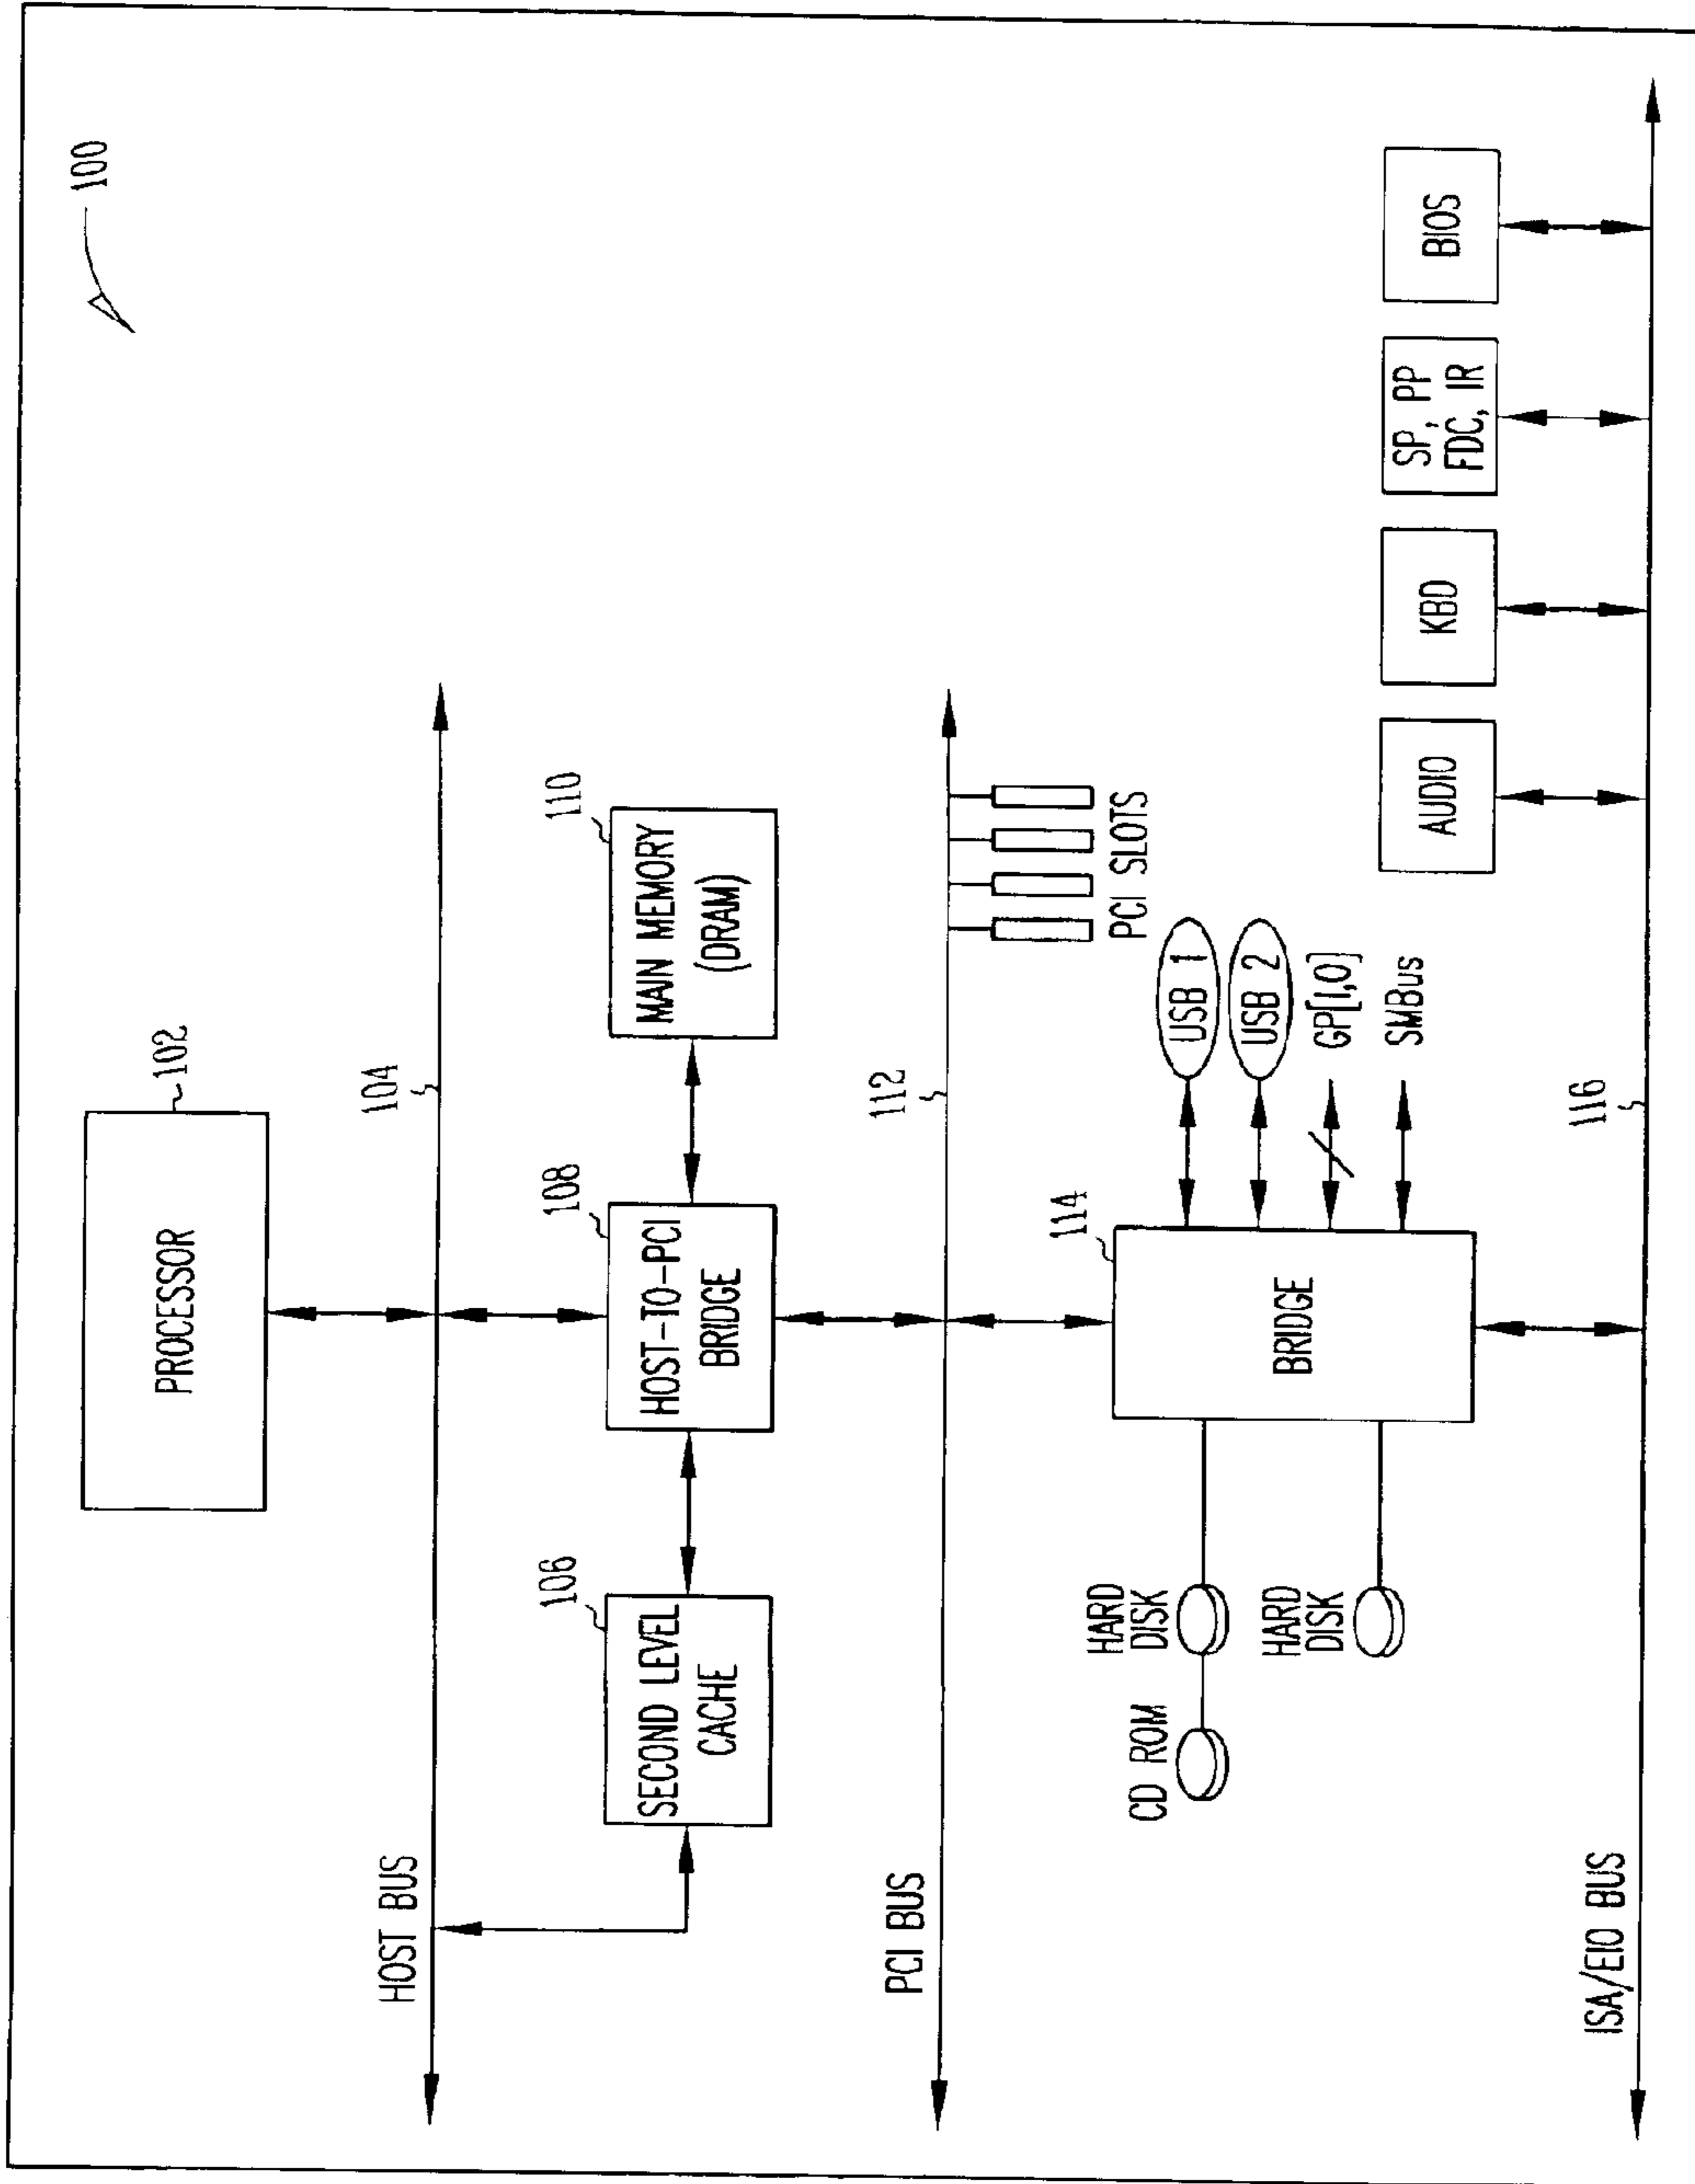 100
PROCESSOR
102
HOST BUS
104
SECOND LEVEL
CACHE
106
HOST-TO-PCI
BRIDGE
108
MAIN MEMORY
(DRAM)
110
PCI BUS
112
PCI SLOTS
CD ROM
HARD
DISK
HARD
DISK
BRIDGE
114
USB 1
USB 2
GP[I,O]
SMBus
AUDIO
KBD
SP, PP
FDC, IR
BIOS
ISA/EIO BUS
116